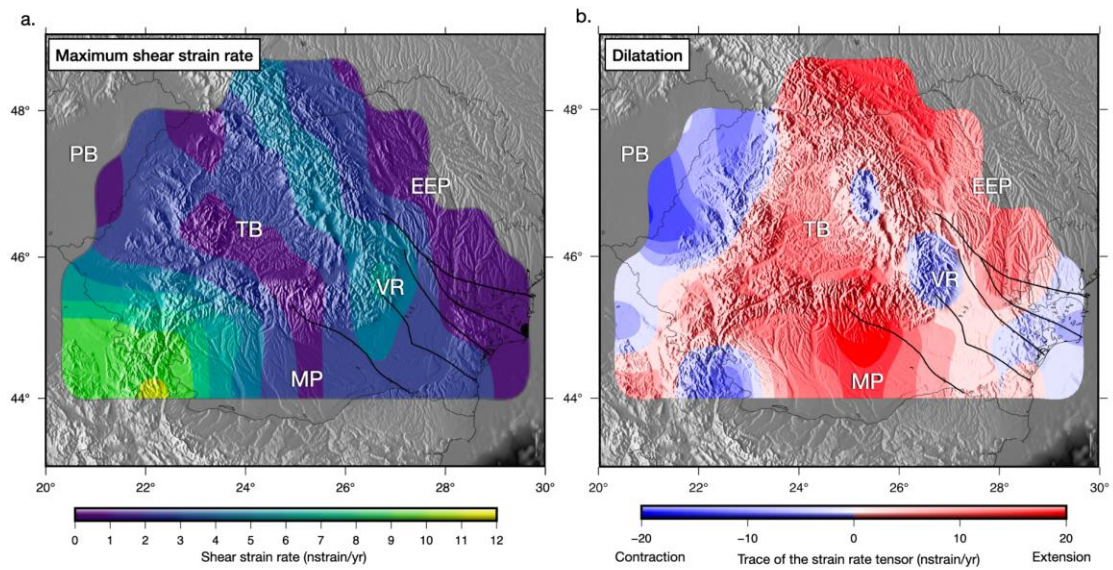 a.
Maximum shear strain rate
48°
46°
44°
PB
EEP
TB
VR
MP
20° 22° 24° 26° 28° 30°
0 1 2 3 4 5 6 7 8 9 10 11 12
Shear strain rate (nstrain/yr)
b.
Dilatation
48°
46°
44°
PB
EEP
TB
VR
MP
20° 22° 24° 26° 28° 30°
−20 −10 0 10 20
Contraction Trace of the strain rate tensor (nstrain/yr) Extension